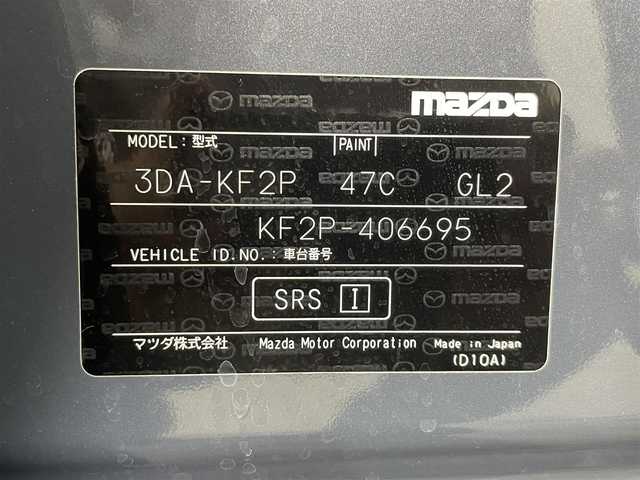 mazda
MODEL:型式 PAINT
3DA-KF2P 47C GL2
KF2P-406695
VEHICLE ID.NO.:車台番号
SRS I
マツダ株式会社 Mazda Motor Corporation Made in Japan
(D10A)